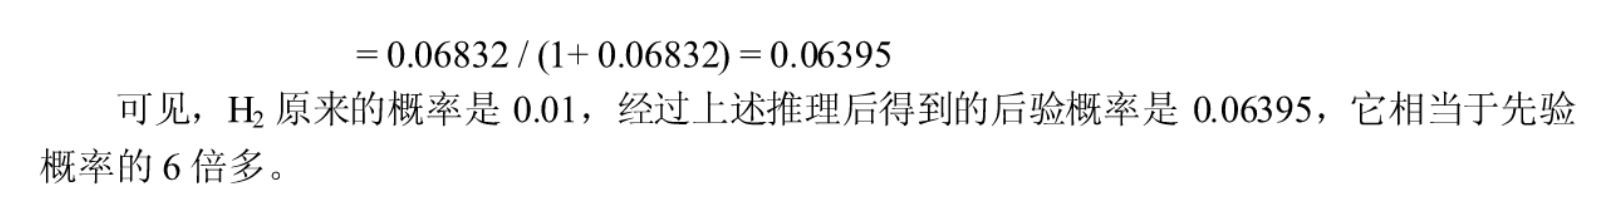 = 0.06832 / (1+ 0.06832) = 0.06395
可见，H₂ 原来的概率是 0.01，经过上述推理后得到的后验概率是 0.06395，它相当于先验
概率的 6 倍多。